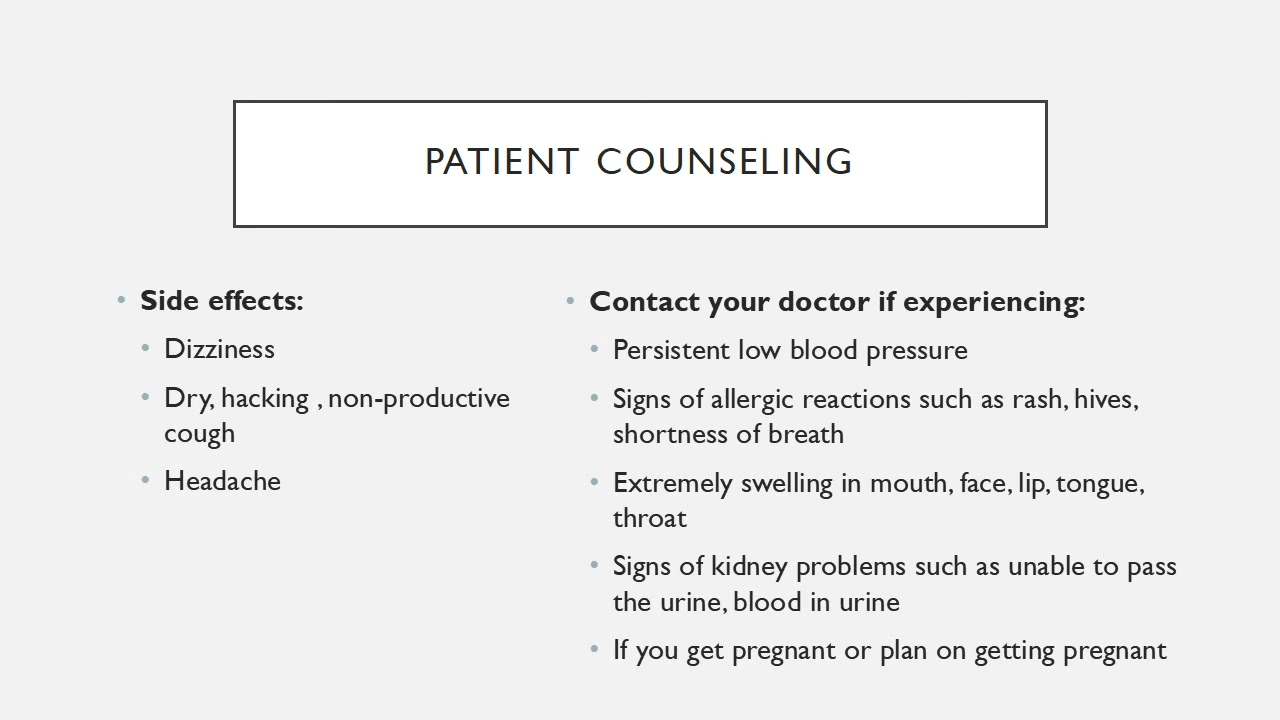 PATIENT COUNSELING
• Side effects:
• Dizziness
• Dry, hacking , non-productive
cough
• Headache
• Contact your doctor if experiencing:
• Persistent low blood pressure
• Signs of allergic reactions such as rash, hives,
shortness of breath
• Extremely swelling in mouth, face, lip, tongue,
throat
• Signs of kidney problems such as unable to pass
the urine, blood in urine
• If you get pregnant or plan on getting pregnant